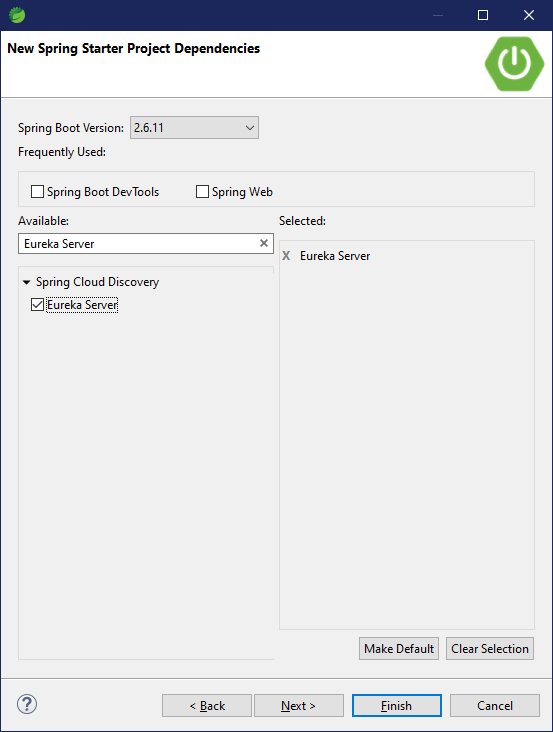 New Spring Starter Project Dependencies
Spring Boot Version: 2.6.11
Frequently Used:
Spring Boot DevTools Spring Web
Available: Selected:
Eureka Server
X Eureka Server
Spring Cloud Discovery
Eureka Server
Make Default Clear Selection
? < Back Next > Finish Cancel